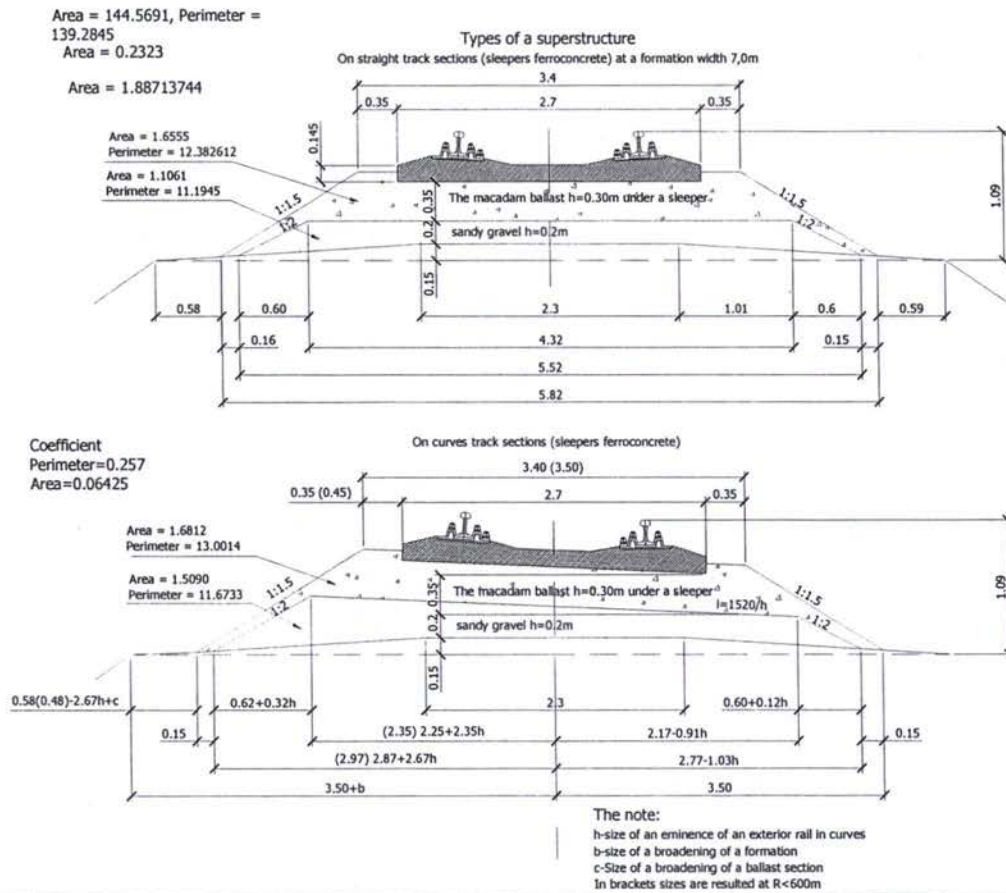 Area = 144.5691, Perimeter =
139.2845
Area = 0.2323
Area = 1.88713744
Types of a superstructure
On straight track sections (sleepers ferroconcrete) at a formation width 7,0m
3.4
0.35
2.7
0.35
0.145
Area = 1.6555
Perimeter = 12.382612
Area = 1.1061
Perimeter = 11.1945
1:1.5
1:2
0.35
0.2
0.15
The macadam ballast h=0.30m under a sleeper
sandy gravel h=0.2m
1:1.5
1:2
1.09
0.58
0.60
2.3
1.01
0.6
0.59
0.16
4.32
0.15
5.52
5.82
Coefficient
Perimeter=0.257
Area=0.06425
On curves track sections (sleepers ferroconcrete)
3.40 (3.50)
0.35 (0.45)
2.7
0.35
Area = 1.6812
Perimeter = 13.0014
Area = 1.5090
Perimeter = 11.6733
1:1.5
1:2
0.35
0.2
0.15
The macadam ballast h=0.30m under a sleeper
sandy gravel h=0.2m
i=1520/h
1:1.5
1:2
1.09
0.58(0.48)-2.67h+c
0.62+0.32h
2.3
0.60+0.12h
0.15
(2.35) 2.25+2.35h
2.17-0.91h
0.15
(2.97) 2.87+2.67h
2.77-1.03h
3.50+b
3.50
The note:
h-size of an eminence of an exterior rail in curves
b-size of a broadening of a formation
c-Size of a broadening of a ballast section
In brackets sizes are resulted at R<600m